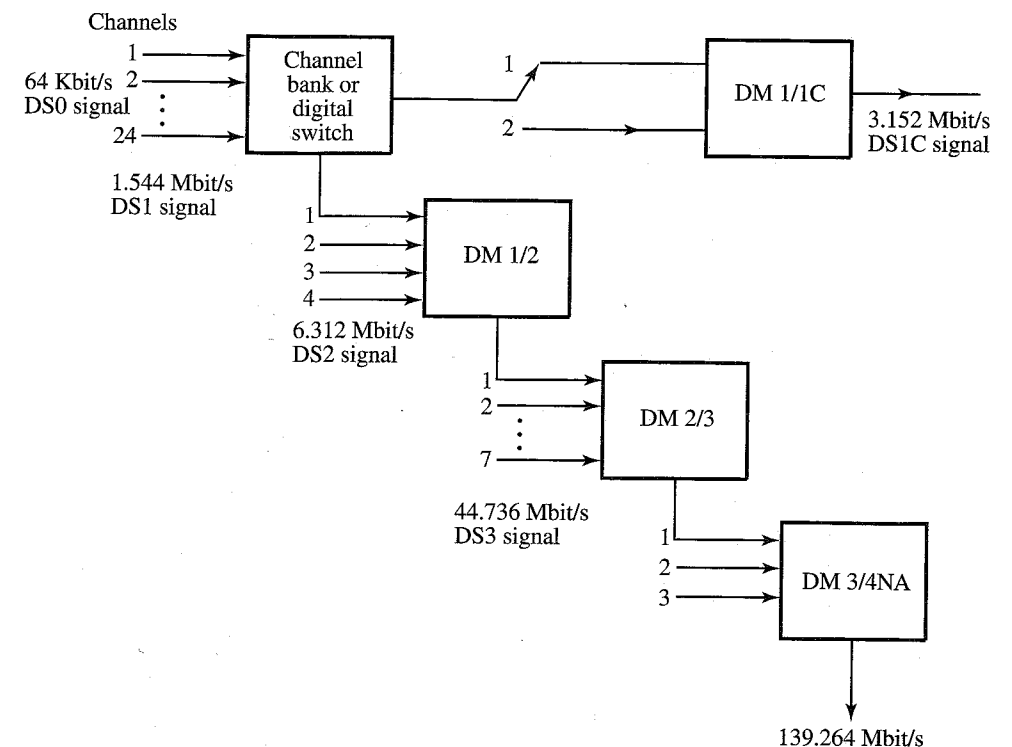 Channels
1
64 Kbit/s 2
DS0 signal
24
Channel
bank or
digital
switch
1
2
DM 1/1C
3.152 Mbit/s
DS1C signal
1.544 Mbit/s
DS1 signal
1
2
3
4
DM 1/2
6.312 Mbit/s
DS2 signal
1
2
7
DM 2/3
44.736 Mbit/s
DS3 signal
1
2
3
DM 3/4NA
139.264 Mbit/s